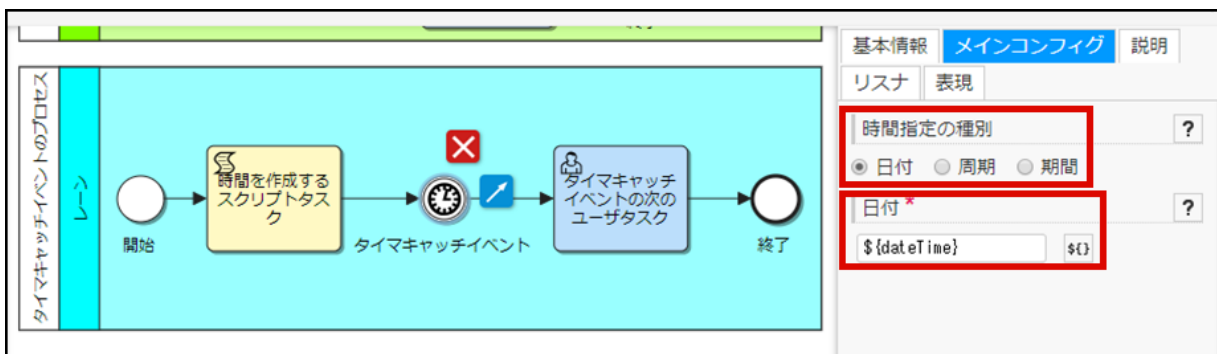 タイマキャッチイベントのプロセス
レーン
開始
時間を作成する
スクリプトタス
ク
タイマキャッチイベント
タイマキャッチ
イベントの次の
ユーザタスク
終了
基本情報 メインコンフィグ 説明
リスナ 表現
時間指定の種別 ?
日付 周期 期間
日付 * ?
${dateTime} ${}